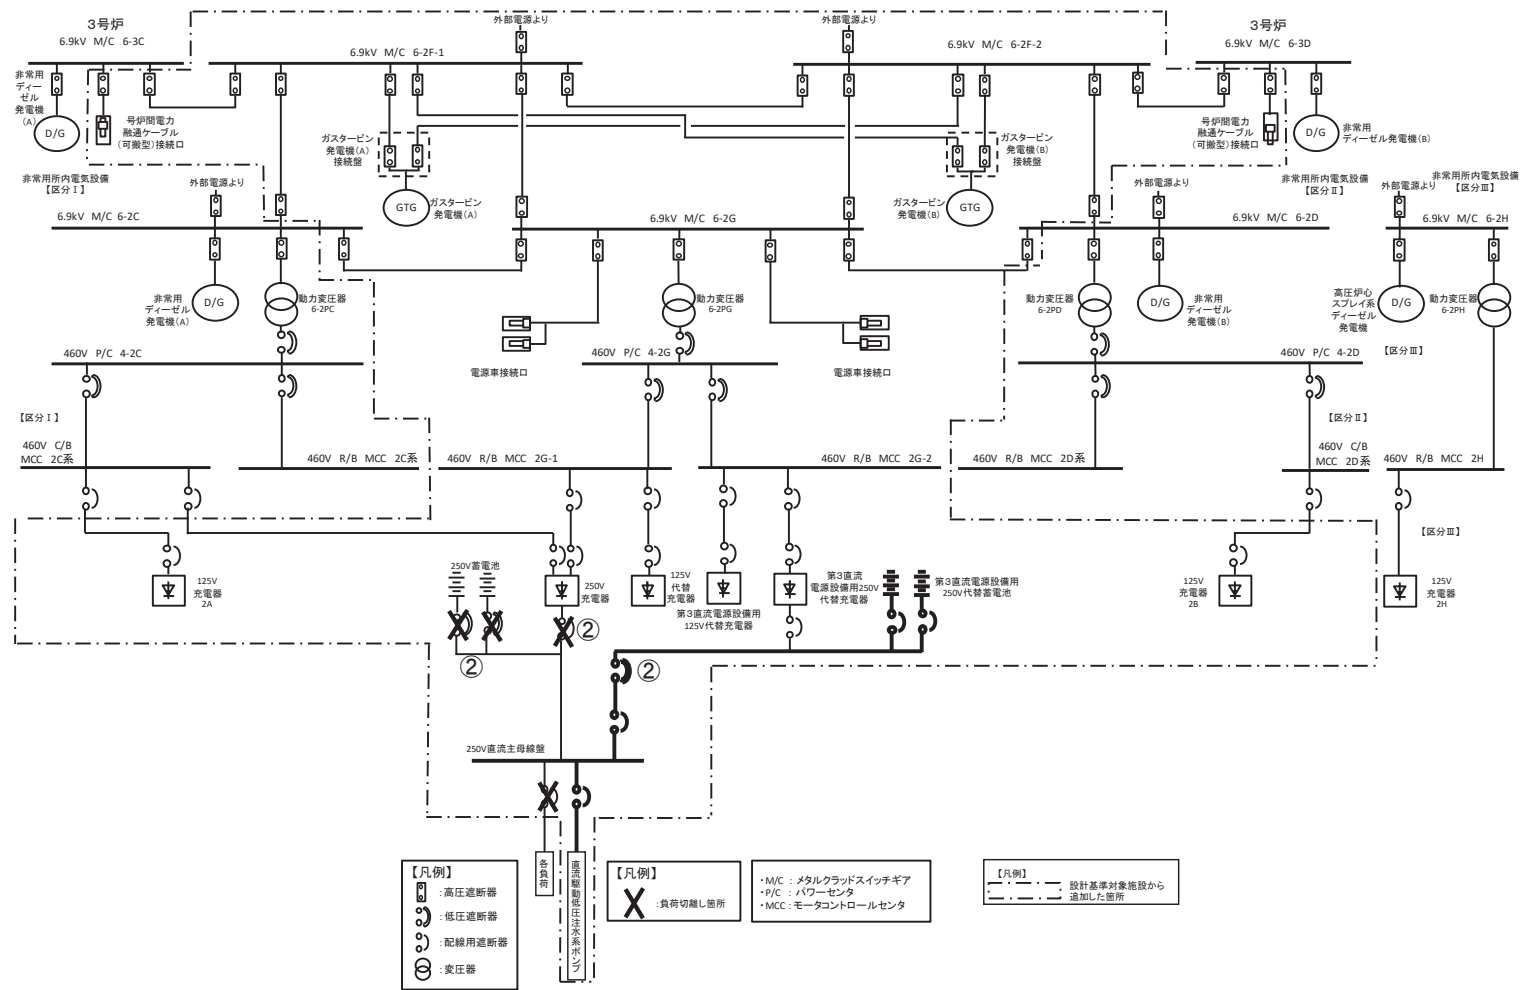 外部電源より
外部電源より
3号炉
6.9kV M/C 6-3C
6.9kV M/C 6-2F-1
6.9kV M/C 6-2F-2
3号炉
6.9kV M/C 6-3D
非常用
ディー
ゼル
発電機
(A)
D/G
号炉間電力
融通ケーブル
(可搬型)接続口
ガスタービン
発電機(A)
接続盤
ガスタービン
発電機(B)
接続盤
号炉間電力
融通ケーブル
(可搬型)接続口
D/G
非常用
ディーゼル発電機(B)
非常用所内電気設備
【区分Ⅰ】
外部電源より
6.9kV M/C 6-2C
GTG
ガスタービン
発電機(A)
6.9kV M/C 6-2G
ガスタービン
発電機(B)
GTG
外部電源より
非常用所内電気設備
【区分Ⅱ】
6.9kV M/C 6-2D
外部電源より
非常用所内電気設備
【区分Ⅲ】
6.9kV M/C 6-2H
非常用
ディーゼル
発電機(A)
D/G
動力変圧器
6-2PC
動力変圧器
6-2PG
動力変圧器
6-2PD
D/G
非常用
ディーゼル
発電機(B)
高圧炉心
スプレイ系
ディーゼル
発電機
D/G
動力変圧器
6-2PH
460V P/C 4-2C
電源車接続口
460V P/C 4-2G
電源車接続口
460V P/C 4-2D
【区分Ⅲ】
【区分Ⅰ】
【区分Ⅱ】
460V C/B
MCC 2C系
460V R/B MCC 2C系
460V R/B MCC 2G-1
460V R/B MCC 2G-2
460V R/B MCC 2D系
460V C/B
MCC 2D系
460V R/B MCC 2H
【区分Ⅲ】
125V
充電器
2A
250V蓄電池
250V
充電器
125V
代替
充電器
第3直流電源設備用
125V代替充電器
第3直流
電源設備用250V
代替充電器
第3直流電源設備用
250V代替蓄電池
125V
充電器
2B
125V
充電器
2H
②
②
②
250V直流主母線盤
各負荷
直流駆動低圧注水系ポンプ
【凡例】
:高圧遮断器
:低圧遮断器
:配線用遮断器
:変圧器
【凡例】
:負荷切離し箇所
・M/C : メタルクラッドスイッチギア
・P/C : パワーセンタ
・MCC : モータコントロールセンタ
【凡例】
設計基準対象施設から
追加した箇所